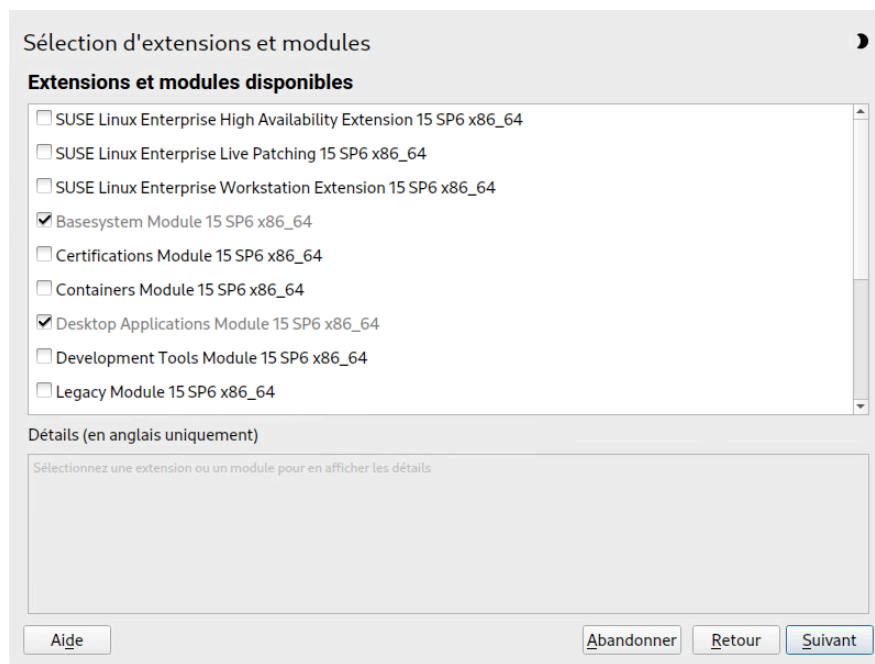 Sélection d'extensions et modules
Extensions et modules disponibles
SUSE Linux Enterprise High Availability Extension 15 SP6 x86_64
SUSE Linux Enterprise Live Patching 15 SP6 x86_64
SUSE Linux Enterprise Workstation Extension 15 SP6 x86_64
Basesystem Module 15 SP6 x86_64
Certifications Module 15 SP6 x86_64
Containers Module 15 SP6 x86_64
Desktop Applications Module 15 SP6 x86_64
Development Tools Module 15 SP6 x86_64
Legacy Module 15 SP6 x86_64
Détails (en anglais uniquement)
Sélectionnez une extension ou un module pour en afficher les détails
Aide Abandonner Retour Suivant